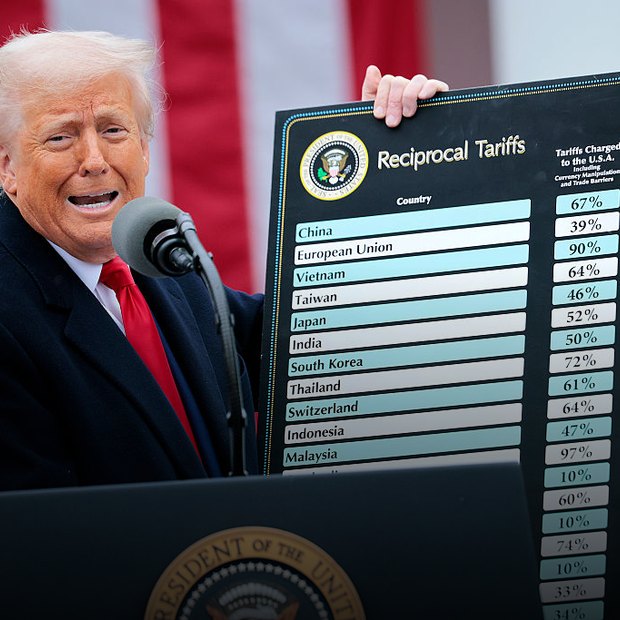 Reciprocal Tariffs
Country
Tariffs Charged
to the U.S.A.
Including
Currency Manipulation
and Trade Barriers
China 67%
European Union 39%
Vietnam 90%
Taiwan 64%
Japan 46%
India 52%
South Korea 50%
Thailand 72%
Switzerland 61%
Indonesia 64%
Malaysia 47%
97%
10%
60%
10%
74%
10%
33%
34%
PRESIDENT OF THE